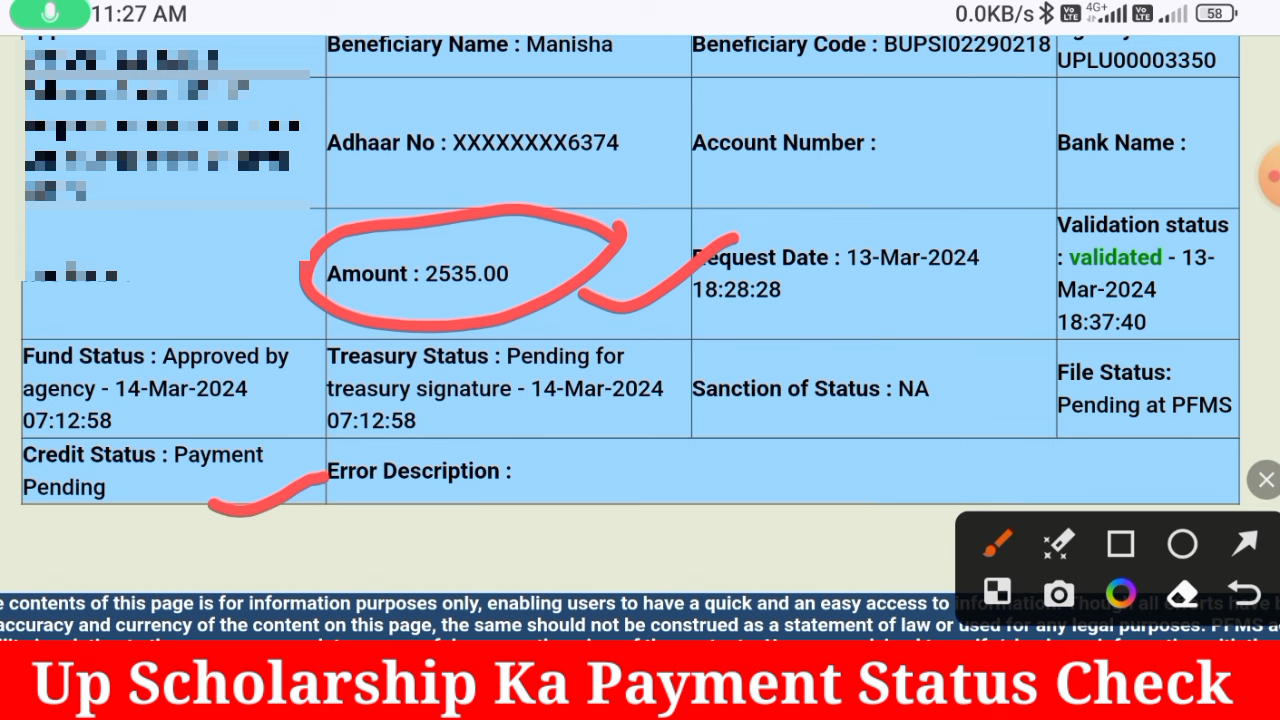 11:27 AM
0.0KB/s Vo LTE 4G+ Vo LTE 58
Beneficiary Name : Manisha
Beneficiary Code : BUPSI02290218
UPLU00003350
Adhaar No : XXXXXXXX6374
Account Number :
Bank Name :
Amount : 2535.00
Request Date : 13-Mar-2024
18:28:28
Validation status
: validated - 13-
Mar-2024
18:37:40
Fund Status : Approved by
agency - 14-Mar-2024
07:12:58
Treasury Status : Pending for
treasury signature - 14-Mar-2024
07:12:58
Sanction of Status : NA
File Status:
Pending at PFMS
Credit Status : Payment
Pending
Error Description :
contents of this page is for information purposes only, enabling users to have a quick and an easy access to
accuracy and currency of the content on this page, the same should not be construed as a statement of law or used for any legal purposes. PFMS
Up Scholarship Ka Payment Status Check